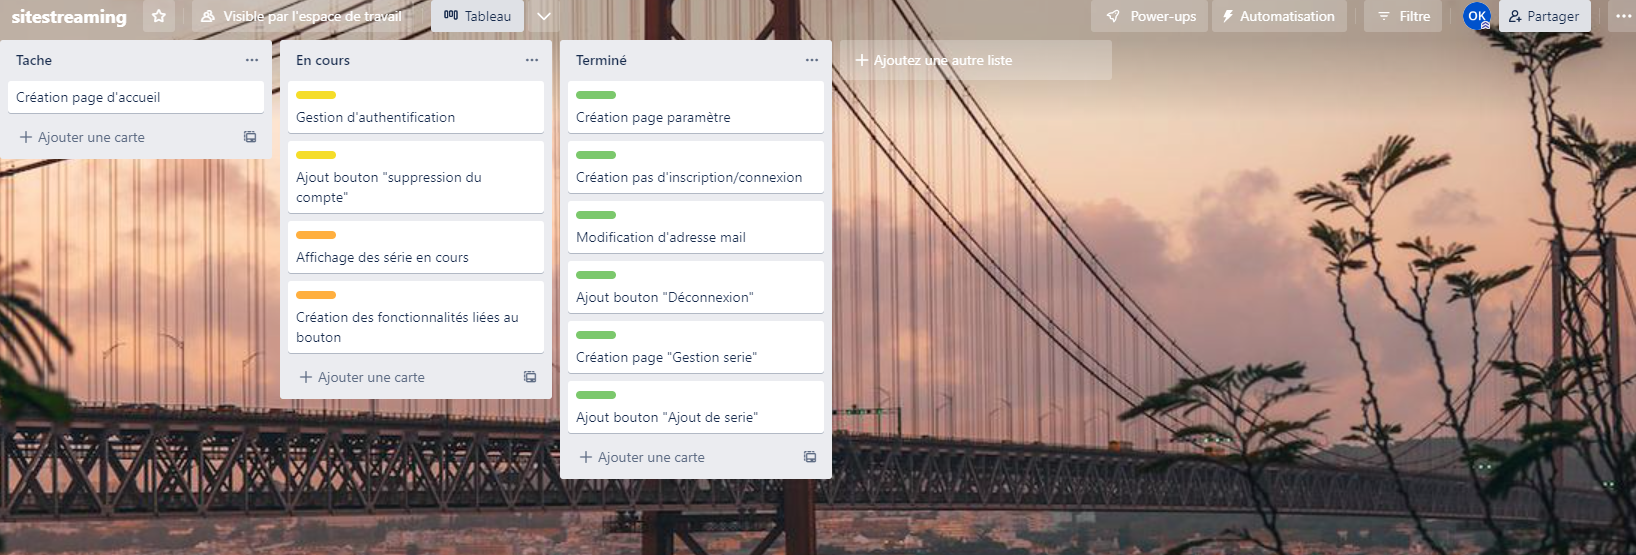 sitestreaming
Visible par l'espace de travail
Tableau
Power-ups
Automatisation
Filtre
OK
Partager
Tache
Création page d'accueil
Ajouter une carte
En cours
Gestion d'authentification
Ajout bouton "suppression du
compte"
Affichage des série en cours
Création des fonctionnalités liées au
bouton
Ajouter une carte
Terminé
Création page paramètre
Création pas d'inscription/connexion
Modification d'adresse mail
Ajout bouton "Déconnexion"
Création page "Gestion serie"
Ajout bouton "Ajout de serie"
Ajouter une carte
Ajoutez une autre liste